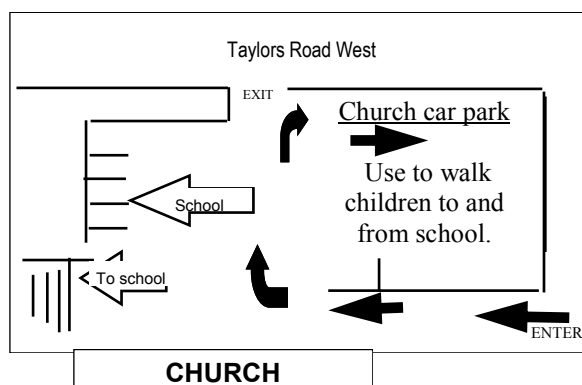 Taylors Road West
EXIT
Church car park
Use to walk
children to and
from school.
School
To school
ENTER
CHURCH